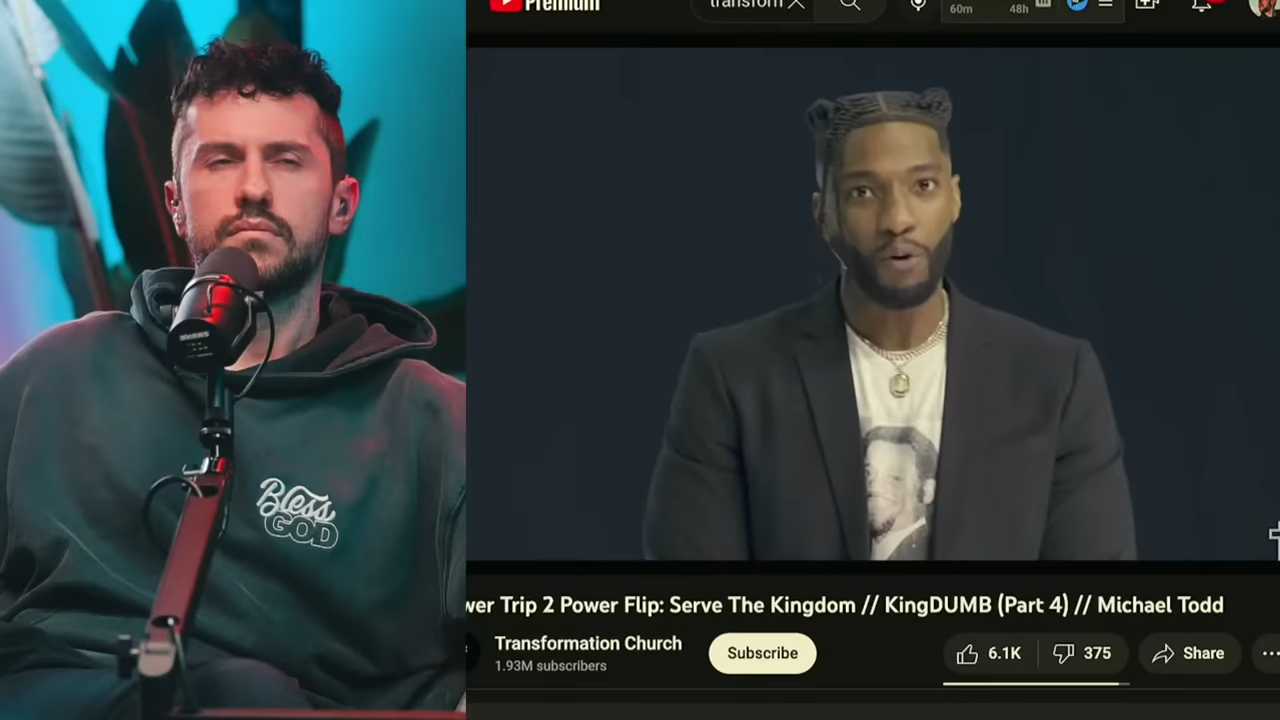 Premium
transform
60m
48h
Bless
GOD
wer Trip 2 Power Flip: Serve The Kingdom // KingDUMB (Part 4) // Michael Todd
Transformation Church
1.93M subscribers
Subscribe
6.1K
375
Share